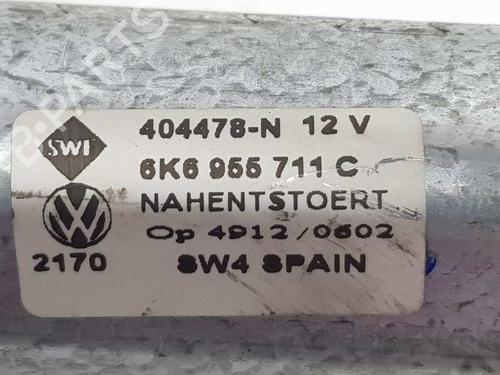 B-PARTS
SWF
404478-N 12 V
6K6 955 711 C
NAHENTSTOERT
Op 4912/0602
2170
SW4 SPAIN